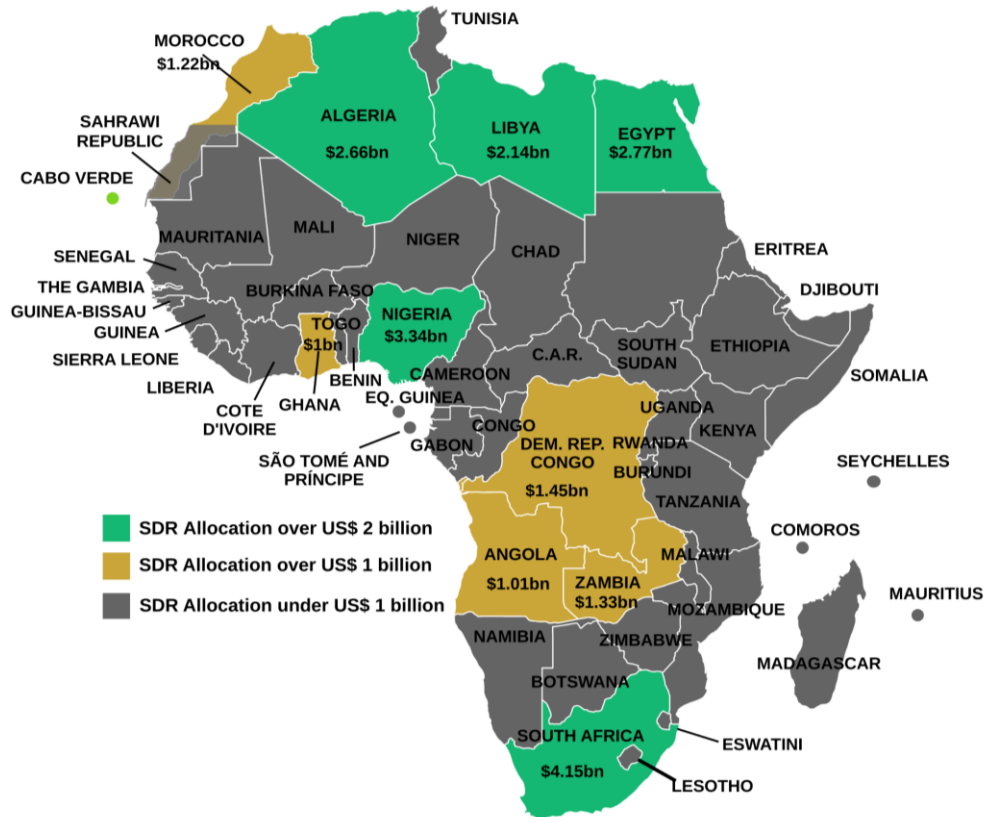 TUNISIA
MOROCCO
$1.22bn
ALGERIA
$2.66bn
LIBYA
$2.14bn
EGYPT
$2.77bn
SAHRAWI
REPUBLIC
CABO VERDE
MAURITANIA
MALI
NIGER
CHAD
ERITREA
SENEGAL
THE GAMBIA
GUINEA-BISSAU
GUINEA
SIERRA LEONE
LIBERIA
BURKINA FASO
DJIBOUTI
NIGERIA
$3.34bn
TOGO
$1bn
BENIN
GHANA
COTE
D'IVOIRE
CAMEROON
C.A.R.
SOUTH
SUDAN
ETHIOPIA
SOMALIA
EQ. GUINEA
SÃO TOMÉ AND
PRÍNCIPE
GABON
CONGO
DEM. REP.
CONGO
$1.45bn
UGANDA
KENYA
RWANDA
BURUNDI
TANZANIA
SEYCHELLES
COMOROS
SDR Allocation over US$ 2 billion
SDR Allocation over US$ 1 billion
SDR Allocation under US$ 1 billion
ANGOLA
$1.01bn
ZAMBIA
$1.33bn
MALAWI
MOZAMBIQUE
MAURITIUS
NAMIBIA
ZIMBABWE
MADAGASCAR
BOTSWANA
SOUTH AFRICA
$4.15bn
ESWATINI
LESOTHO